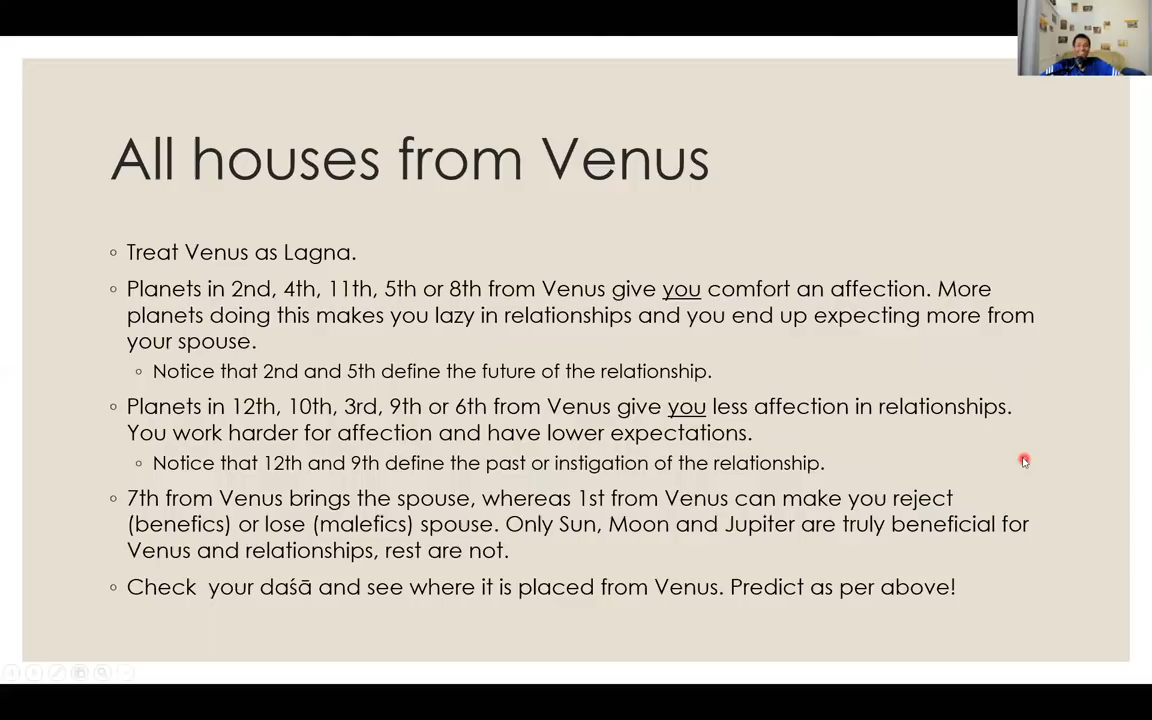 All houses from Venus
◦ Treat Venus as Lagna.
◦ Planets in 2nd, 4th, 11th, 5th or 8th from Venus give you comfort an affection. More
planets doing this makes you lazy in relationships and you end up expecting more from
your spouse.
◦ Notice that 2nd and 5th define the future of the relationship.
◦ Planets in 12th, 10th, 3rd, 9th or 6th from Venus give you less affection in relationships.
You work harder for affection and have lower expectations.
◦ Notice that 12th and 9th define the past or instigation of the relationship.
◦ 7th from Venus brings the spouse, whereas 1st from Venus can make you reject
(benefics) or lose (malefics) spouse. Only Sun, Moon and Jupiter are truly beneficial for
Venus and relationships, rest are not.
◦ Check  your daśā and see where it is placed from Venus. Predict as per above!